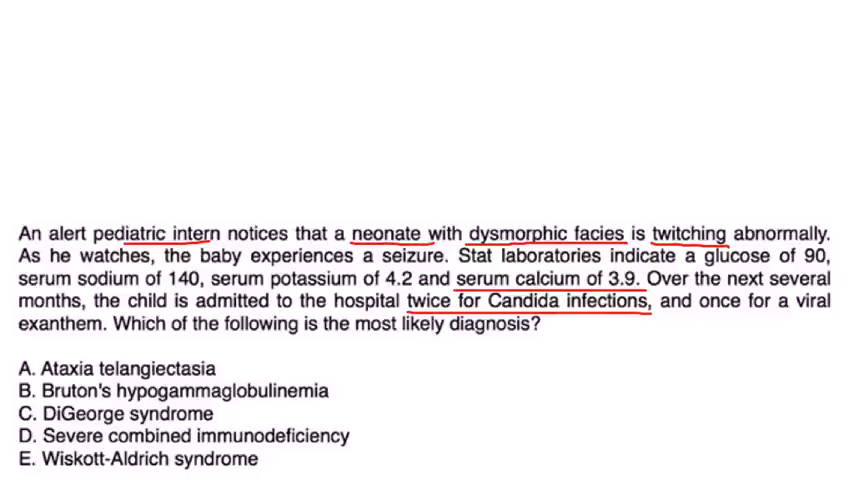 An alert pediatric intern notices that a neonate with dysmorphic facies is twitching abnormally.
As he watches, the baby experiences a seizure. Stat laboratories indicate a glucose of 90,
serum sodium of 140, serum potassium of 4.2 and serum calcium of 3.9. Over the next several
months, the child is admitted to the hospital twice for Candida infections, and once for a viral
exanthem. Which of the following is the most likely diagnosis?
A. Ataxia telangiectasia
B. Bruton's hypogammaglobulinemia
C. DiGeorge syndrome
D. Severe combined immunodeficiency
E. Wiskott-Aldrich syndrome